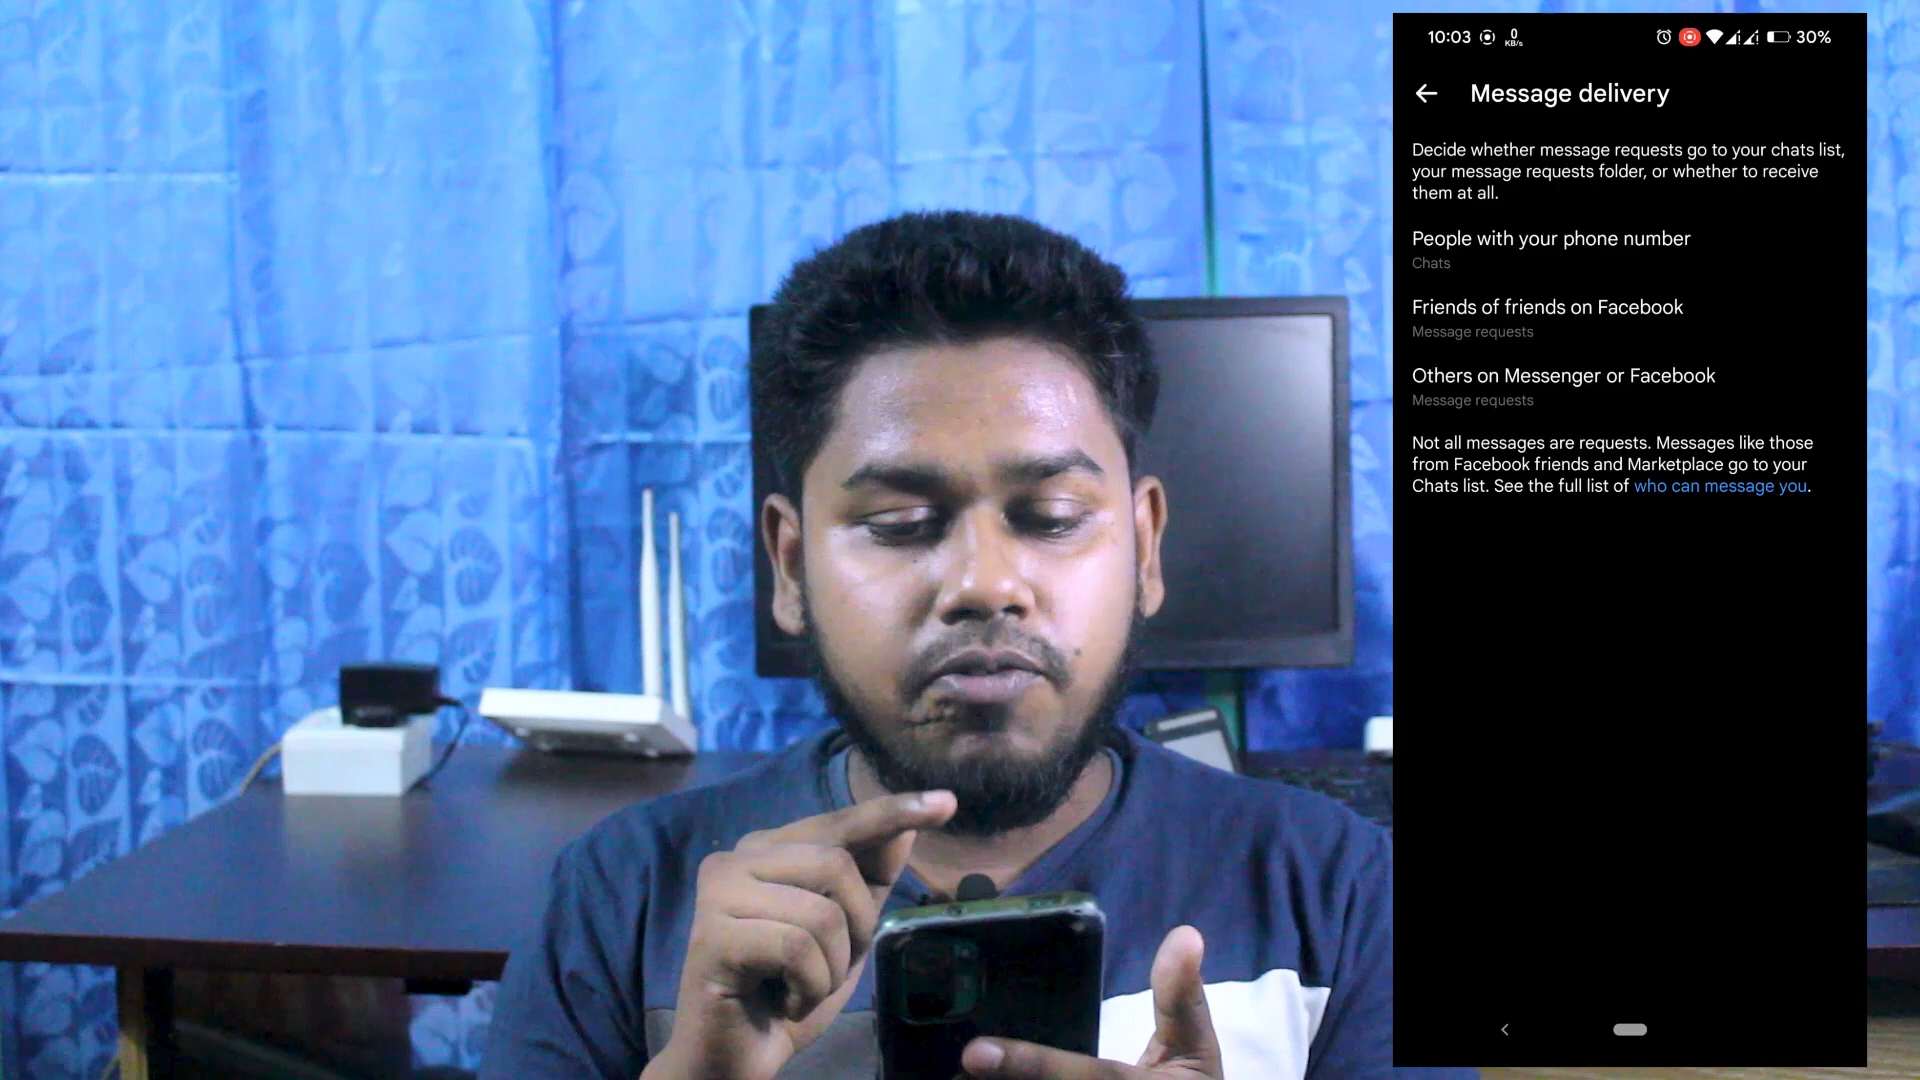 10:03 0 KB/s 30%
Message delivery
Decide whether message requests go to your chats list,
your message requests folder, or whether to receive
them at all.
People with your phone number
Chats
Friends of friends on Facebook
Message requests
Others on Messenger or Facebook
Message requests
Not all messages are requests. Messages like those
from Facebook friends and Marketplace go to your
Chats list. See the full list of who can message you.